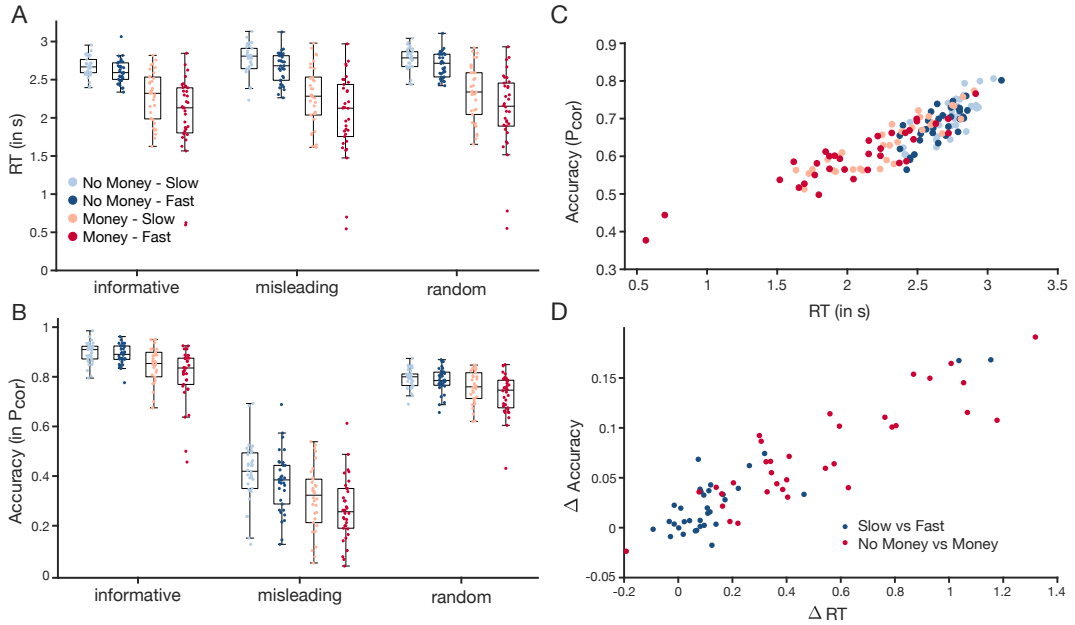 A
RT (in s)
3
2.5
2
1.5
1
0.5
0
No Money - Slow
No Money - Fast
Money - Slow
Money - Fast
informative
misleading
random
B
Accuracy (in Pcor)
1
0.8
0.6
0.4
0.2
0
informative
misleading
random
C
Accuracy (Pcor)
0.9
0.8
0.7
0.6
0.5
0.4
0.3
0.5
1
1.5
2
2.5
3
3.5
RT (in s)
D
Δ Accuracy
0.15
0.1
0.05
0
-0.05
Slow vs Fast
No Money vs Money
-0.2
0
0.2
0.4
0.6
0.8
1
1.2
1.4
Δ RT